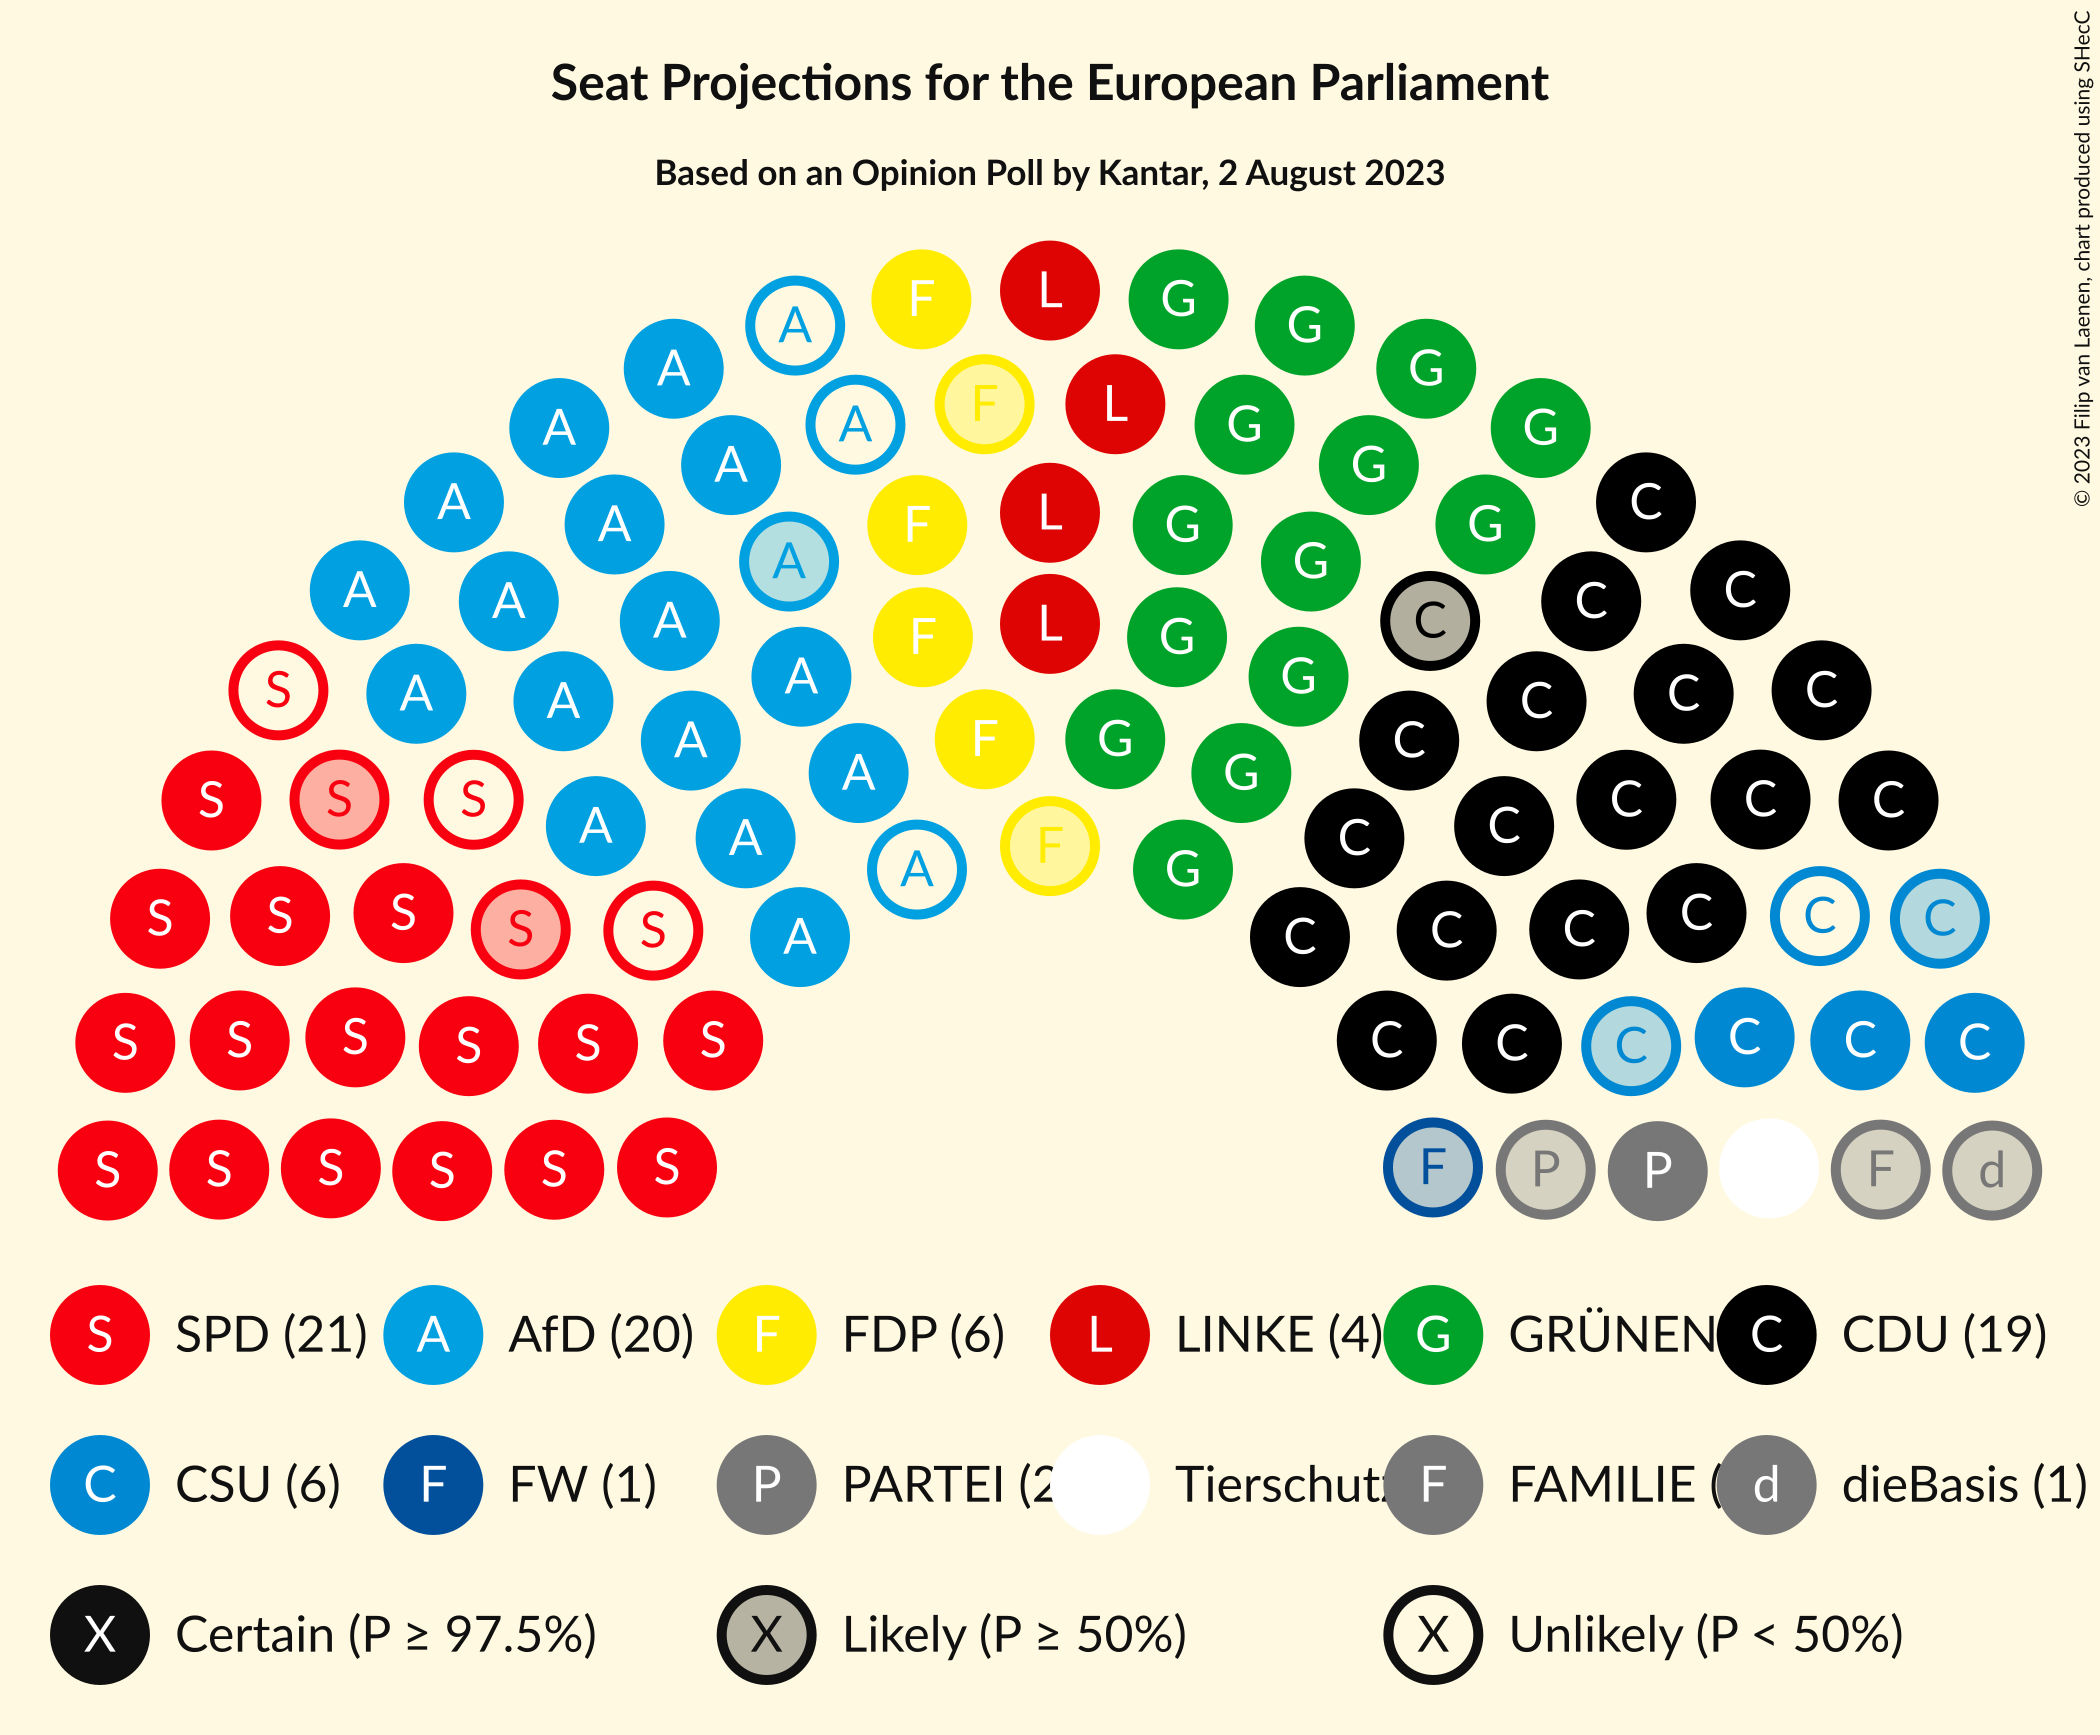 Seat Projections for the European Parliament
Based on an Opinion Poll by Kantar, 2 August 2023
© 2023 Filip van Laenen, chart produced using SHecC
L
F G
A G
A G
F L
A G
A G
A G
A G
C
A C
F L G
A G
A G
A C
A C
F L G
A C
A G
S C
A C
A C
A C
F G
A G
S S S C C C
A C
A C
A G
F
S S S S S A C C C C C C
S S S S S S C C C C C C
S S S S S S F P P F d
S SPD (21) A AfD (20) F FDP (6) L LINKE (4) G GRÜNEN C CDU (19)
C CSU (6) F FW (1) P PARTEI (2 Tierschutz F FAMILIE ( d dieBasis (1)
X Certain (P ≥ 97.5%) X Likely (P ≥ 50%) X Unlikely (P < 50%)